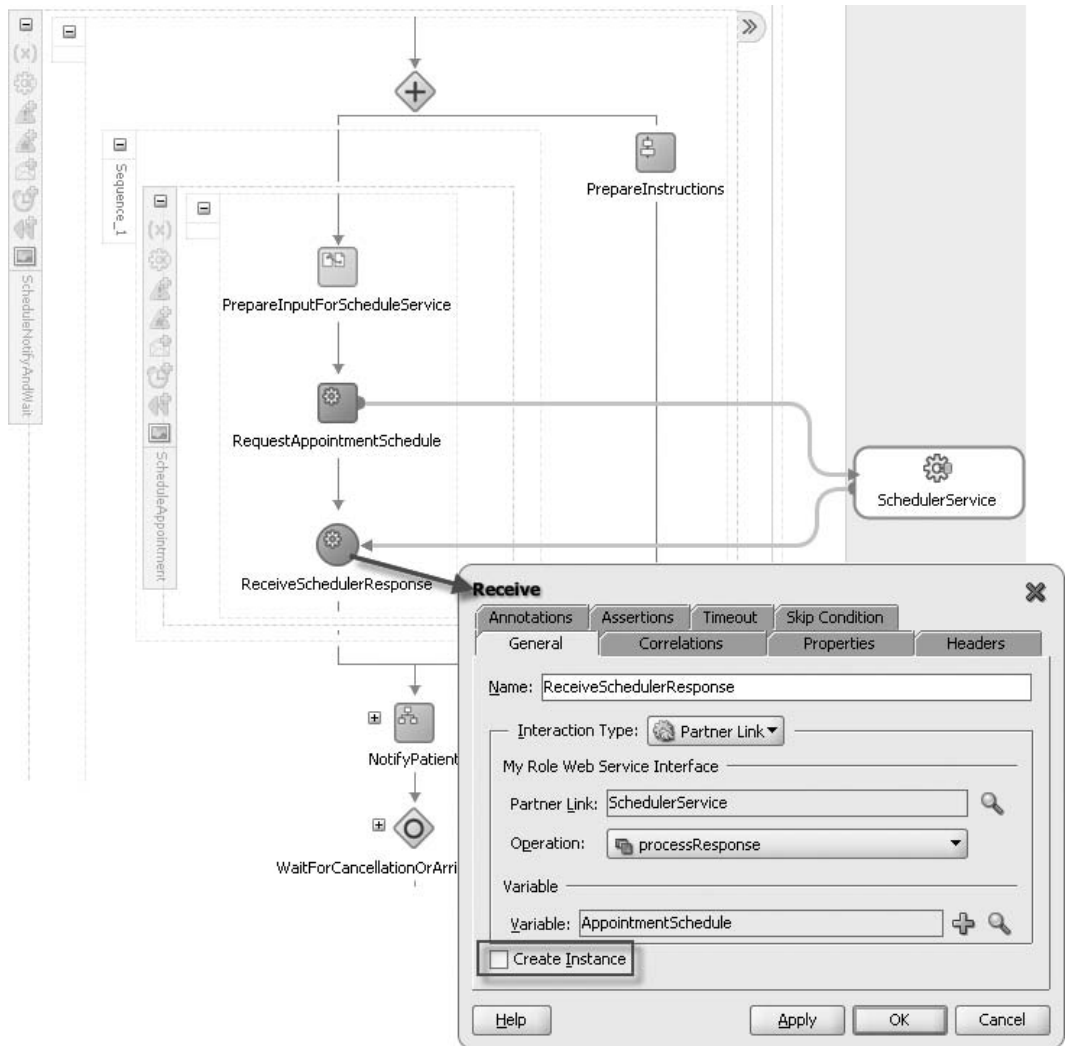 PrepareInstructions
Sequence_1
PrepareInputForScheduleService
ScheduleNotifyAndWait
RequestAppointmentSchedule
SchedulerService
ScheduleAppointment
ReceiveSchedulerResponse
Receive
Annotations Assertions Timeout Skip Condition
General Correlations Properties Headers
Name: ReceiveSchedulerResponse
Interaction Type: Partner Link
My Role Web Service Interface
Partner Link: SchedulerService
Operation: processResponse
Variable
Variable: AppointmentSchedule
Create Instance
Help Apply OK Cancel
NotifyPatient
WaitForCancellationOrArri
(x)
(x)